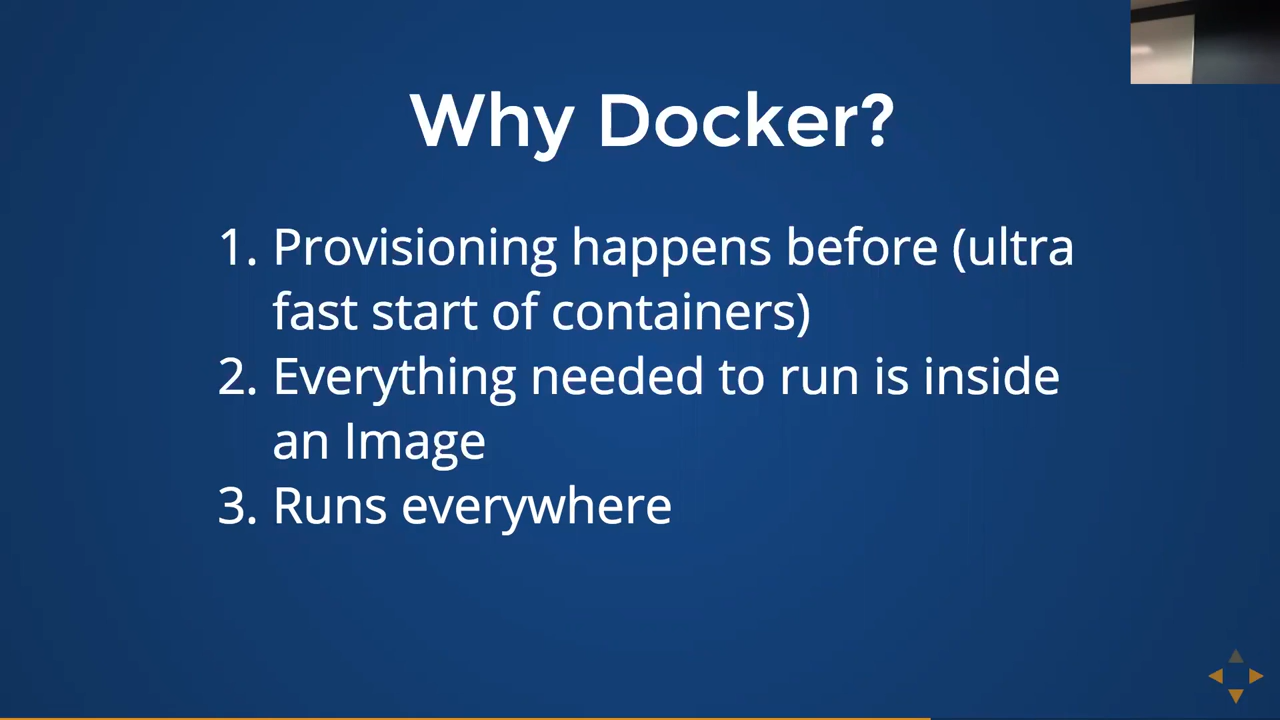 Why Docker?
1. Provisioning happens before (ultra
fast start of containers)
2. Everything needed to run is inside
an Image
3. Runs everywhere